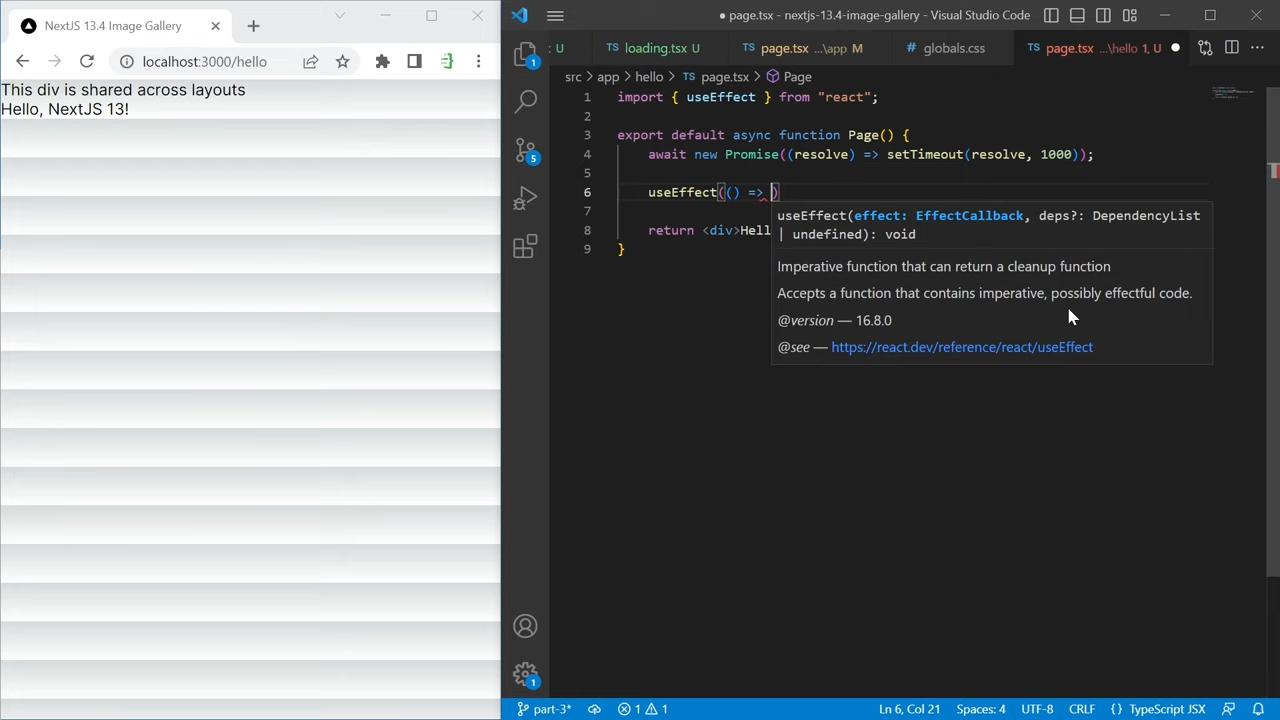 NextJS 13.4 Image Gallery
localhost:3000/hello
This div is shared across layouts
Hello, NextJS 13!
● page.tsx - nextjs-13.4-image-gallery - Visual Studio Code
: U
TS loading.tsx U
page.tsx ...\app M
# globals.css
TS page.tsx ...\hello 1, U
src > app > hello > TS page.tsx > Page
1 import { useEffect } from "react";
2
3 export default async function Page() {
4 await new Promise((resolve) => setTimeout(resolve, 1000));
5
6 useEffect(() => )
7
8 return <div>Hell
9 }
useEffect(effect: EffectCallback, deps?: DependencyList
| undefined): void
Imperative function that can return a cleanup function
Accepts a function that contains imperative, possibly effectful code.
@version — 16.8.0
@see — https://react.dev/reference/react/useEffect
1
5
1
part-3*
1 1
Ln 6, Col 21
Spaces: 4
UTF-8
CRLF
{ } TypeScript JSX